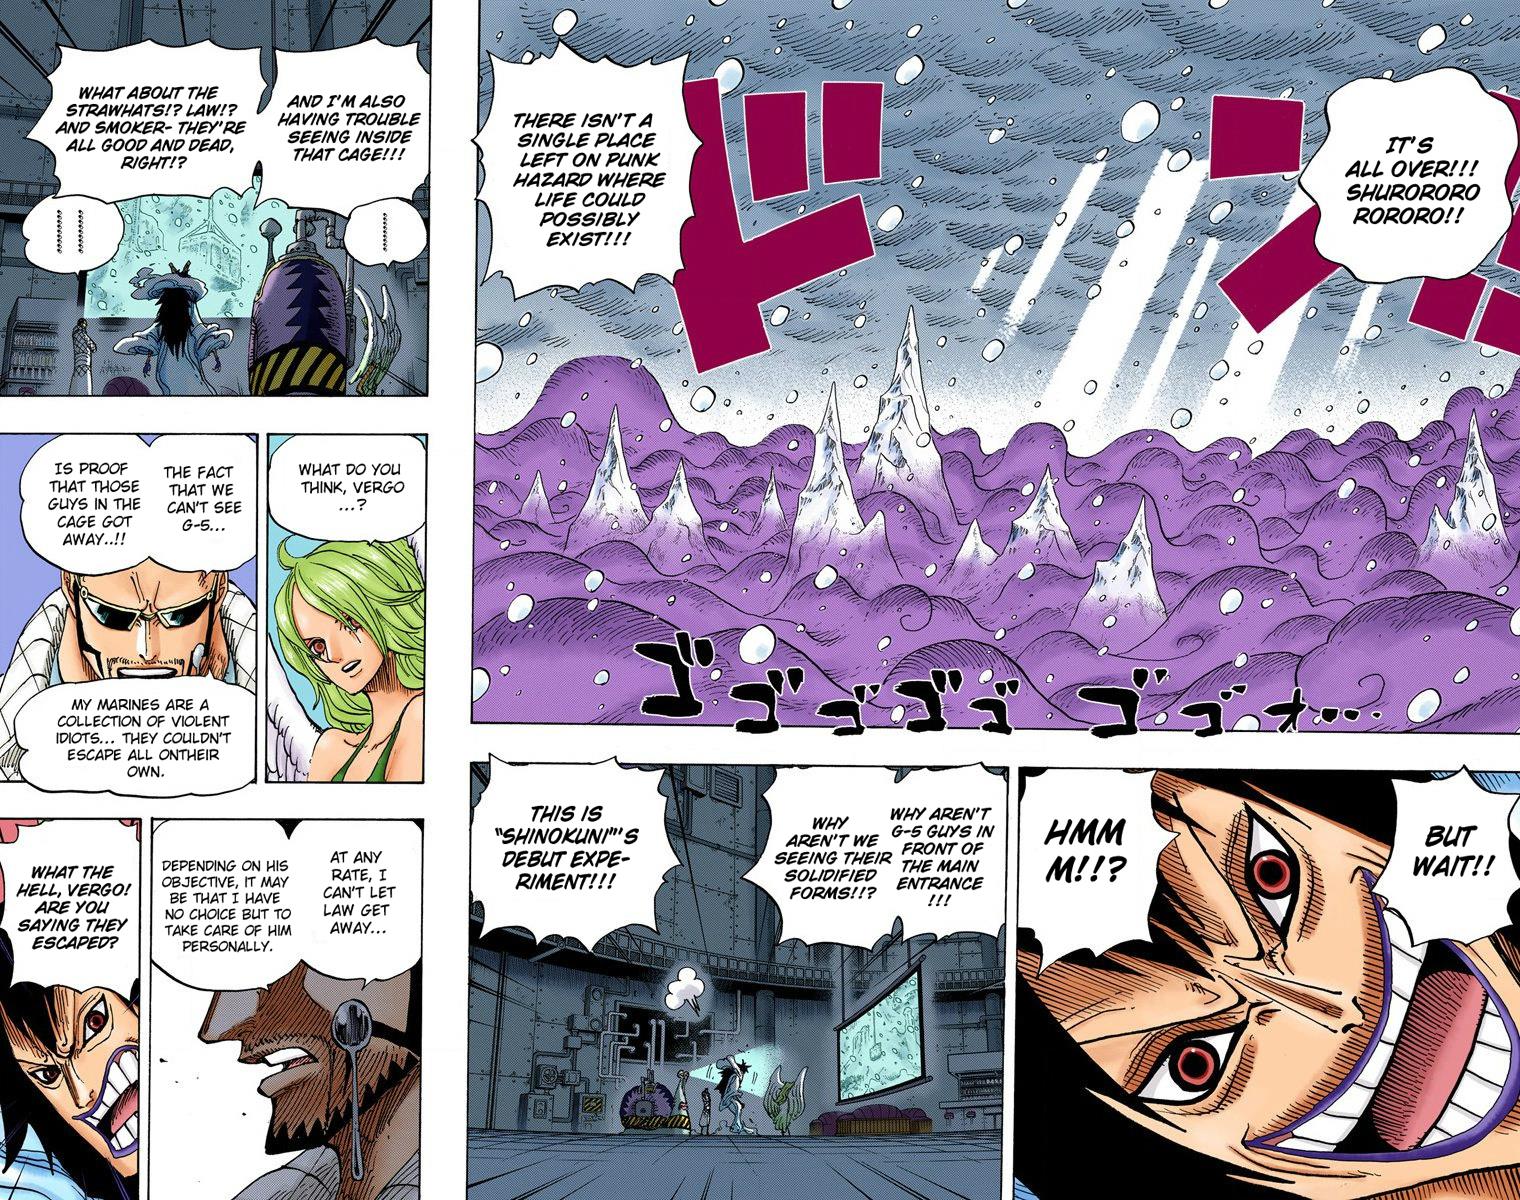 IT'S
ALL OVER!!!
SHURORORO
RORORO!!
ドドン
THERE ISN'T A
SINGLE PLACE
LEFT ON PUNK
HAZARD WHERE
LIFE COULD
POSSIBLY
EXIST!!!
ゴゴゴゴゴ ゴゴォ…
BUT
WAIT!!
HMM
M!!?
WHY AREN'T
G-5 GUYS IN
FRONT OF
THE MAIN
ENTRANCE
!!!
WHY
AREN'T WE
SEEING THEIR
SOLIDIFIED
FORMS!!?
THIS IS
"SHINOKUNI"'S
DEBUT EXPE-
RIMENT!!!
AND I'M ALSO
HAVING TROUBLE
SEEING INSIDE
THAT CAGE!!!
WHAT ABOUT THE
STRAWHATS!? LAW!?
AND SMOKER- THEY'RE
ALL GOOD AND DEAD,
RIGHT!?
WHAT DO YOU
THINK, VERGO
...?
THE FACT
THAT WE
CAN'T SEE
G-5...
IS PROOF
THAT THOSE
GUYS IN THE
CAGE GOT
AWAY..!!
MY MARINES ARE A
COLLECTION OF VIOLENT
IDIOTS... THEY COULDN'T
ESCAPE ALL ONTHEIR
OWN.
AT ANY
RATE, I
CAN'T LET
LAW GET
AWAY...
DEPENDING ON HIS
OBJECTIVE, IT MAY
BE THAT I HAVE
NO CHOICE BUT TO
TAKE CARE OF HIM
PERSONALLY.
WHAT THE
HELL, VERGO!
ARE YOU
SAYING THEY
ESCAPED?